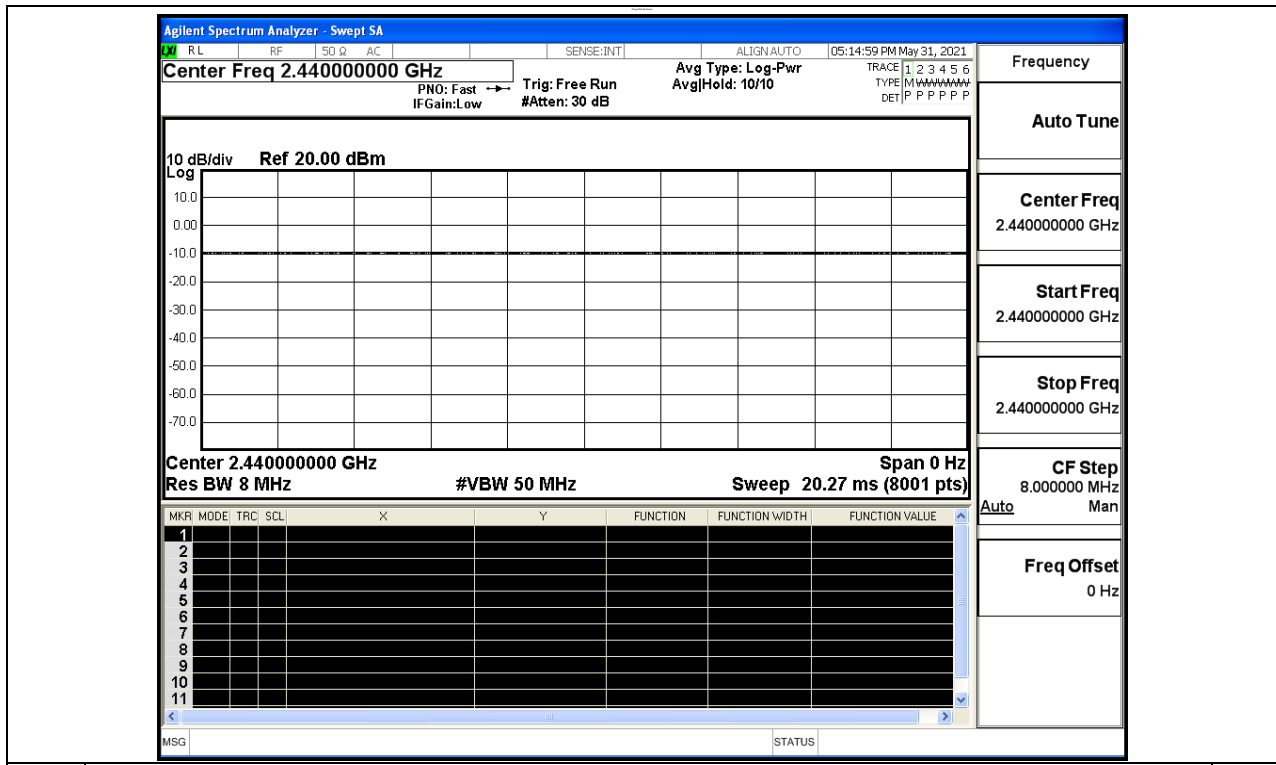 Agilent Spectrum Analyzer - Swept SA
LXI RL RF 50 Ω AC SENSE:INT ALIGN AUTO 05:14:59 PM May 31, 2021
Center Freq 2.440000000 GHz
PNO: Fast
IFGain:Low
Trig: Free Run
#Atten: 30 dB
Avg Type: Log-Pwr
Avg|Hold: 10/10
TRACE 1 2 3 4 5 6
TYPE M WWWWW
DET P P P P P P
10 dB/div Ref 20.00 dBm
Log
10.0
0.00
-10.0
-20.0
-30.0
-40.0
-50.0
-60.0
-70.0
Center 2.440000000 GHz Span 0 Hz
Res BW 8 MHz #VBW 50 MHz Sweep 20.27 ms (8001 pts)
MKR MODE TRC SCL X Y FUNCTION FUNCTION WIDTH FUNCTION VALUE
1
2
3
4
5
6
7
8
9
10
11
MSG STATUS
Frequency
Auto Tune
Center Freq
2.440000000 GHz
Start Freq
2.440000000 GHz
Stop Freq
2.440000000 GHz
CF Step
8.000000 MHz
Auto Man
Freq Offset
0 Hz